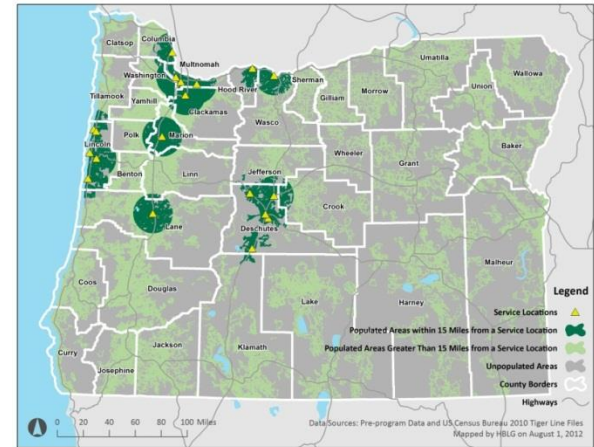 Clatsop
Columbia
Multnomah
Washington
Tillamook
Yamhill
Clackamas
Hood River
Sherman
Gilliam
Morrow
Umatilla
Union
Wallowa
Wasco
Polk
Marion
Lincoln
Benton
Linn
Jefferson
Wheeler
Grant
Baker
Crook
Lane
Deschutes
Malheur
Coos
Douglas
Lake
Harney
Curry
Josephine
Jackson
Klamath
Legend
Service Locations
Populated Areas within 15 Miles from a Service Location
Populated Areas Greater Than 15 Miles from a Service Location
Unpopulated Areas
County Borders
Highways
0 20 40 60 80 100 Miles
Data Sources: Pre-program Data and US Census Bureau 2010 Tiger Line Files
Mapped by HBLG on August 1, 2012